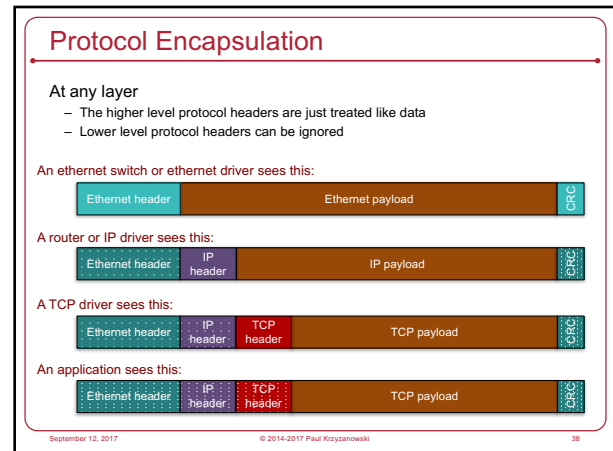 Protocol Encapsulation
At any layer
– The higher level protocol headers are just treated like data
– Lower level protocol headers can be ignored
An ethernet switch or ethernet driver sees this:
Ethernet header Ethernet payload CRC
A router or IP driver sees this:
Ethernet header IP header IP payload CRC
A TCP driver sees this:
Ethernet header IP header TCP header TCP payload CRC
An application sees this:
Ethernet header IP header TCP header TCP payload CRC
September 12, 2017 © 2014-2017 Paul Krzyzanowski 38